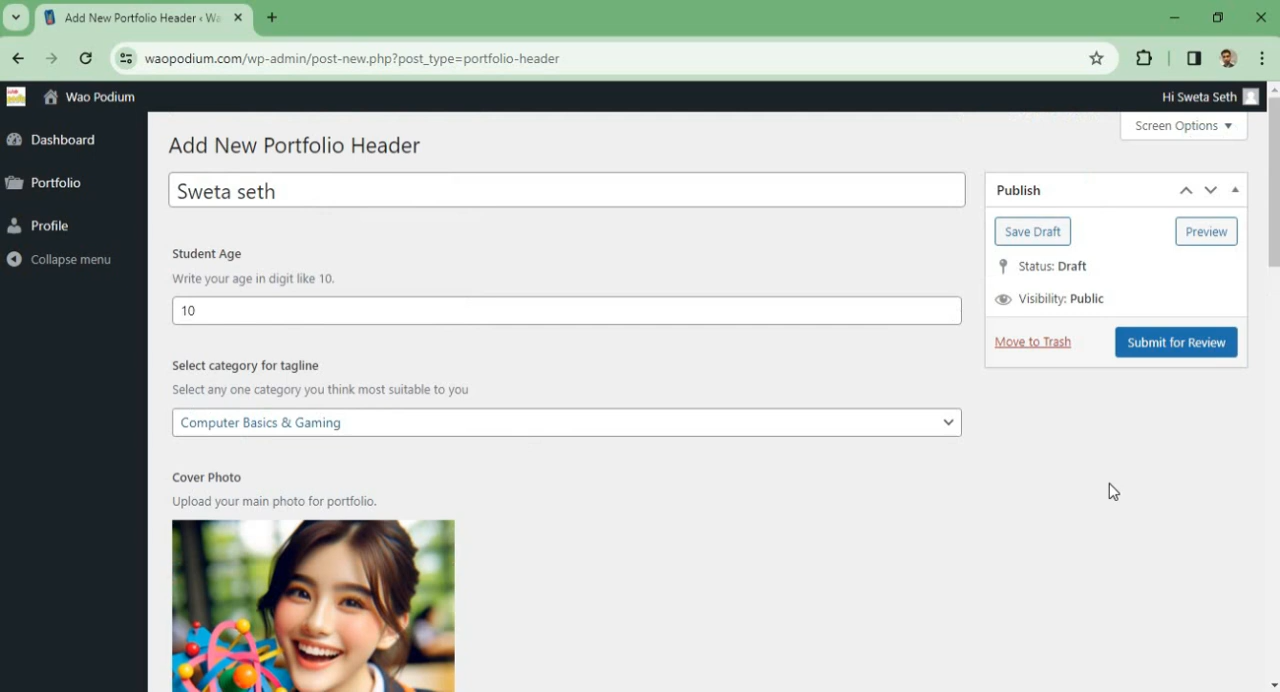 Add New Portfolio Header ‹ Wa
waopodium.com/wp-admin/post-new.php?post_type=portfolio-header
Wao Podium
Hi Sweta Seth
Screen Options ▼
Dashboard
Portfolio
Profile
Collapse menu
Add New Portfolio Header
Sweta seth
Student Age
Write your age in digit like 10.
10
Select category for tagline
Select any one category you think most suitable to you
Computer Basics & Gaming
Cover Photo
Upload your main photo for portfolio.
Publish
Save Draft
Preview
Status: Draft
Visibility: Public
Move to Trash
Submit for Review